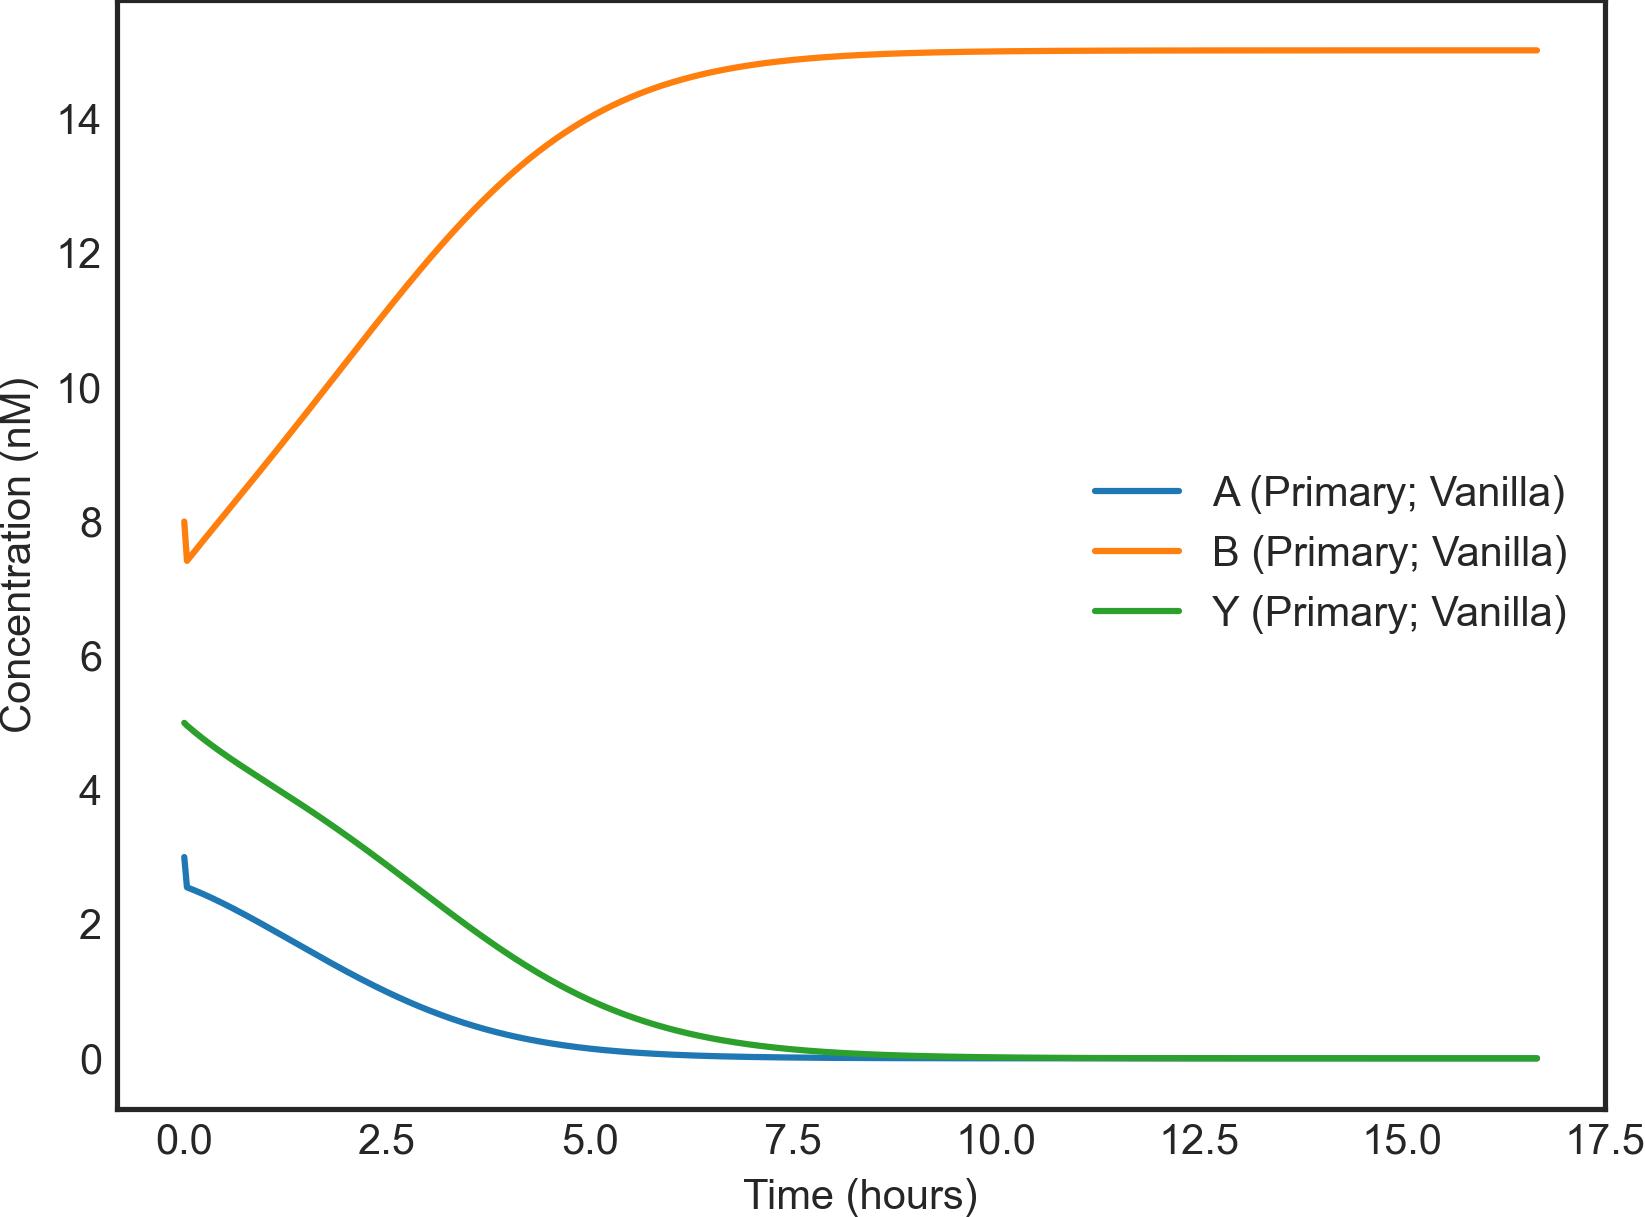 Concentration (nM)
14
12
10
8
6
4
2
0
A (Primary; Vanilla)
B (Primary; Vanilla)
Y (Primary; Vanilla)
0.0 2.5 5.0 7.5 10.0 12.5 15.0 17.5
Time (hours)